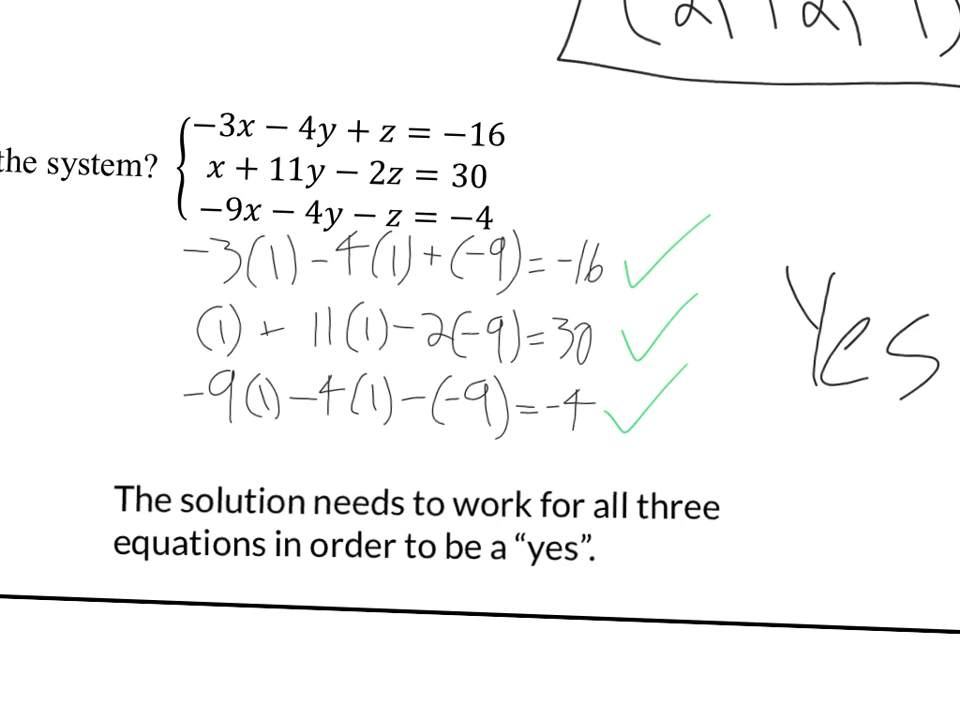 the system? { −3x − 4y + z = −16
x + 11y − 2z = 30
−9x − 4y − z = −4
-3(1)-4(1)+(-9)=-16 ✓
(1) + 11(1)-2(-9)=30 ✓
-9(1)-4(1)-(-9)=-4 ✓
Yes
The solution needs to work for all three
equations in order to be a “yes”.